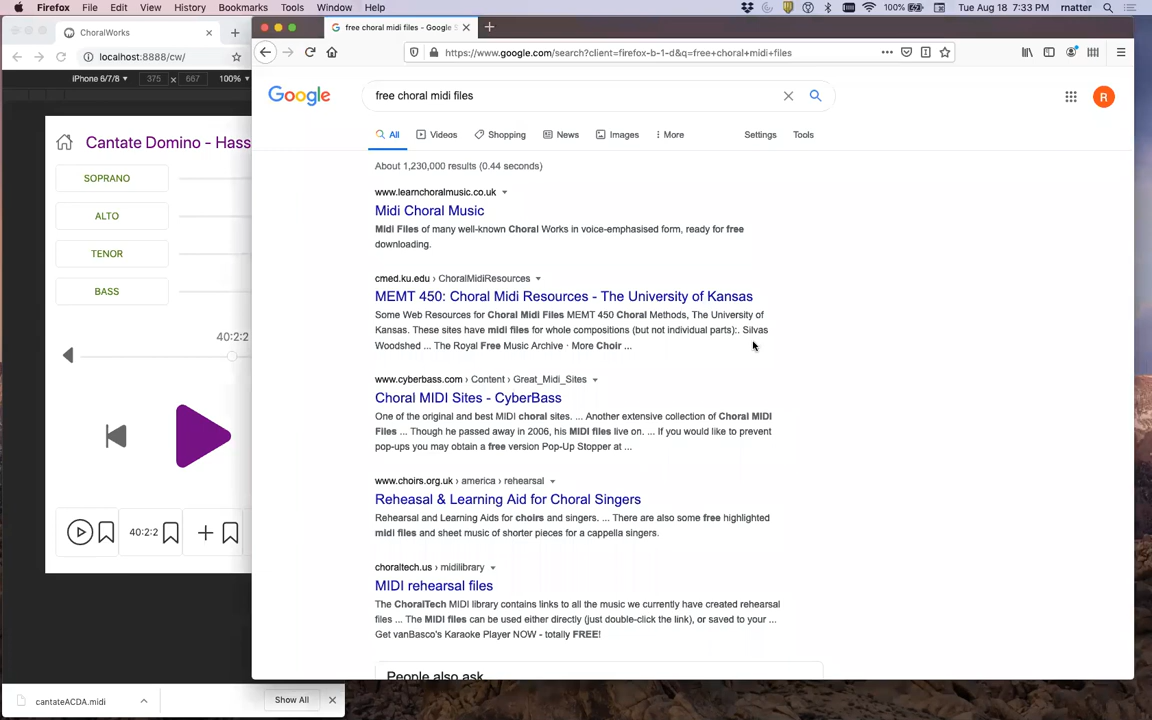 Firefox File Edit View History Bookmarks Tools Window Help
100% Tue Aug 18 7:33 PM rnatter
ChoralWorks
localhost:8888/cw/
iPhone 6/7/8 375 x 667 100%
Cantate Domino - Hass
SOPRANO
ALTO
TENOR
BASS
40:2:2
40:2:2
cantateACDA.midi
Show All
free choral midi files - Google S
https://www.google.com/search?client=firefox-b-1-d&q=free+choral+midi+files
Google
free choral midi files
R
All Videos Shopping News Images More Settings Tools
About 1,230,000 results (0.44 seconds)
www.learnchoralmusic.co.uk
Midi Choral Music
Midi Files of many well-known Choral Works in voice-emphasised form, ready for free
downloading.
cmed.ku.edu › ChoralMidiResources
MEMT 450: Choral Midi Resources - The University of Kansas
Some Web Resources for Choral Midi Files MEMT 450 Choral Methods, The University of
Kansas. These sites have midi files for whole compositions (but not individual parts):. Silvas
Woodshed ... The Royal Free Music Archive · More Choir ...
www.cyberbass.com › Content › Great_Midi_Sites
Choral MIDI Sites - CyberBass
One of the original and best MIDI choral sites. ... Another extensive collection of Choral MIDI
Files ... Though he passed away in 2006, his MIDI files live on. ... If you would like to prevent
pop-ups you may obtain a free version Pop-Up Stopper at ...
www.choirs.org.uk › america › rehearsal
Reheasal & Learning Aid for Choral Singers
Rehearsal and Learning Aids for choirs and singers. ... There are also some free highlighted
midi files and sheet music of shorter pieces for a cappella singers.
choraltech.us › midilibrary
MIDI rehearsal files
The ChoralTech MIDI library contains links to all the music we currently have created rehearsal
files ... The MIDI files can be used either directly (just double-click the link), or saved to your ...
Get vanBasco's Karaoke Player NOW - totally FREE!
People also ask